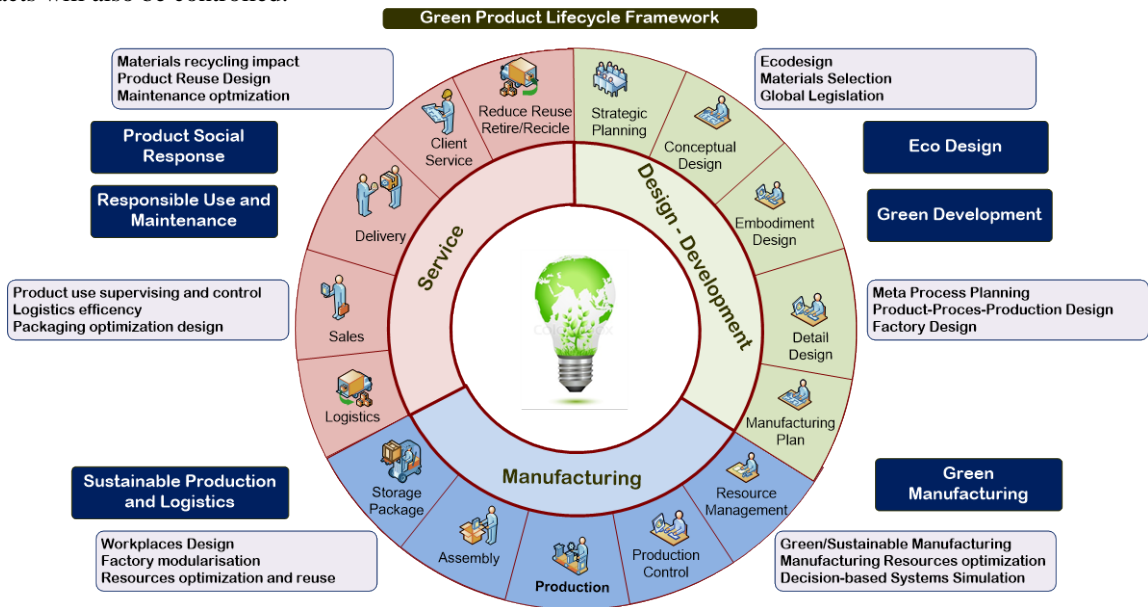 acts will also be controlled.
Green Product Lifecycle Framework
Materials recycling impact
Product Reuse Design
Maintenance optmization
Ecodesign
Materials Selection
Global Legislation
Product Social
Response
Responsible Use and
Maintenance
Eco Design
Green Development
Reduce Reuse
Retire/Recicle
Strategic
Planning
Client
Service
Conceptual
Design
Delivery
Embodiment
Design
Service
Design - Development
Product use supervising and control
Logistics efficency
Packaging optimization design
Meta Process Planning
Product-Proces-Production Design
Factory Design
Sales
Detail
Design
Logistics
Manufacturing
Plan
Manufacturing
Storage
Package
Resource
Management
Assembly
Production
Production
Control
Sustainable Production
and Logistics
Green
Manufacturing
Workplaces Design
Factory modularisation
Resources optimization and reuse
Green/Sustainable Manufacturing
Manufacturing Resources optimization
Decision-based Systems Simulation